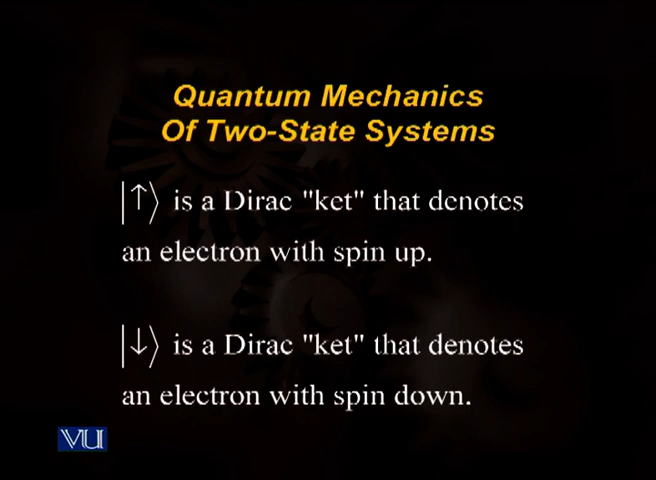 Quantum Mechanics
Of Two-State Systems
|↑⟩ is a Dirac "ket" that denotes
an electron with spin up.
|↓⟩ is a Dirac "ket" that denotes
an electron with spin down.
VU